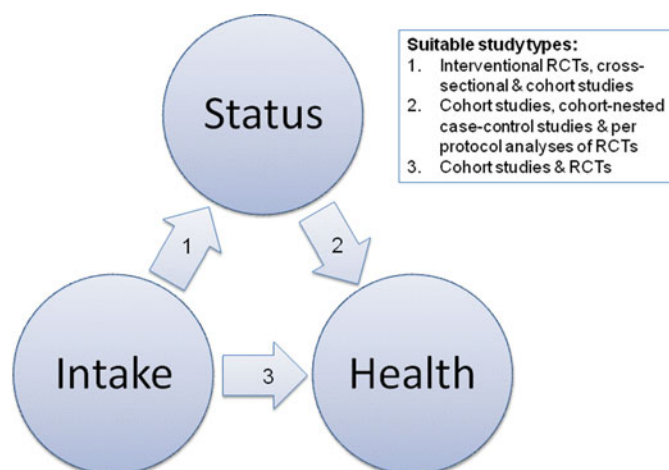 Status
Suitable study types:
1. Interventional RCTs, cross-
sectional & cohort studies
2. Cohort studies, cohort-nested
case-control studies & per
protocol analyses of RCTs
3. Cohort studies & RCTs
1
2
Intake
3
Health